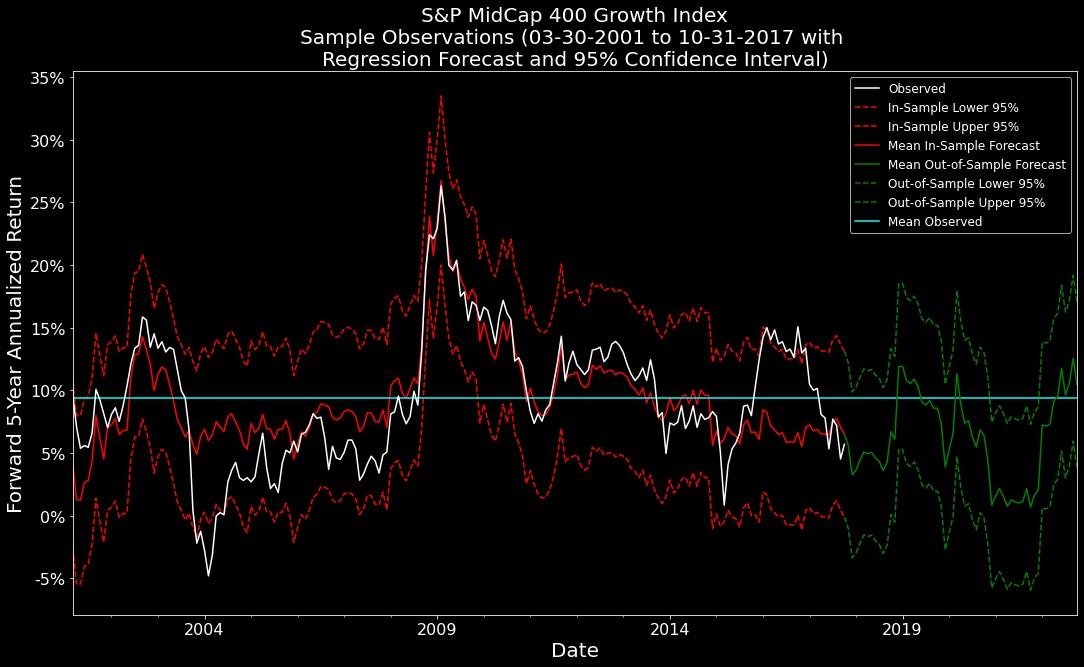 S&P MidCap 400 Growth Index
Sample Observations (03-30-2001 to 10-31-2017 with
Regression Forecast and 95% Confidence Interval)
Observed
In-Sample Lower 95%
In-Sample Upper 95%
Mean In-Sample Forecast
Mean Out-of-Sample Forecast
Out-of-Sample Lower 95%
Out-of-Sample Upper 95%
Mean Observed
Forward 5-Year Annualized Return
35%
30%
25%
20%
15%
10%
5%
0%
-5%
2004
2009
2014
2019
Date